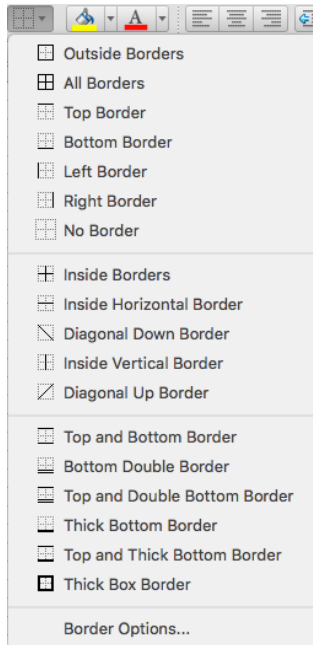 A
Outside Borders
All Borders
Top Border
Bottom Border
Left Border
Right Border
No Border
Inside Borders
Inside Horizontal Border
Diagonal Down Border
Inside Vertical Border
Diagonal Up Border
Top and Bottom Border
Bottom Double Border
Top and Double Bottom Border
Thick Bottom Border
Top and Thick Bottom Border
Thick Box Border
Border Options...